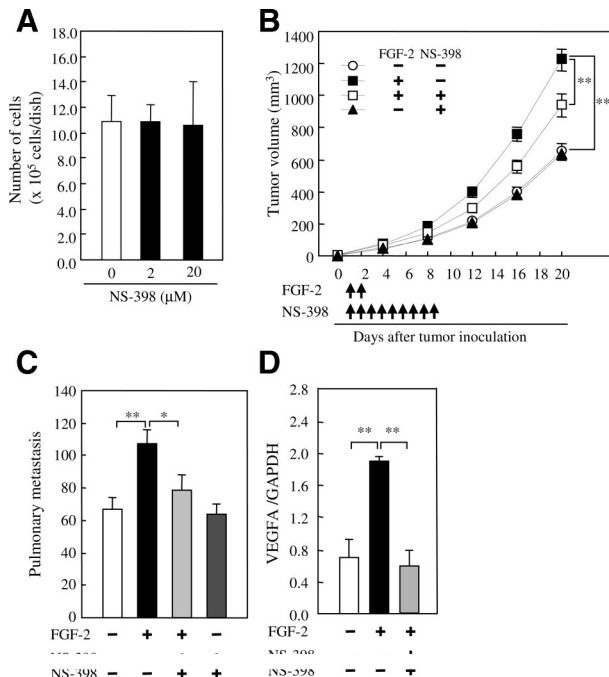 A
Number of cells
(x 10⁵ cells/dish)
18.0
16.0
14.0
12.0
10.0
8.0
6.0
4.0
2.0
0.0
0 2 20
NS-398 (μM)
B
FGF-2 NS-398
− −
+ −
+ +
− +
Tumor volume (mm³)
1400
1200
1000
800
600
400
200
0
**
**
0 2 4 6 8 10 12 14 16 18 20
FGF-2
NS-398
Days after tumor inoculation
C
Pulmonary metastasis
140
120
100
80
60
40
20
0
** *
FGF-2 − + + −
NS-398 − − + +
D
VEGFA /GAPDH
2.8
2.4
2.0
1.6
1.2
0.8
0.4
** **
FGF-2 − + +
NS-398 − − +